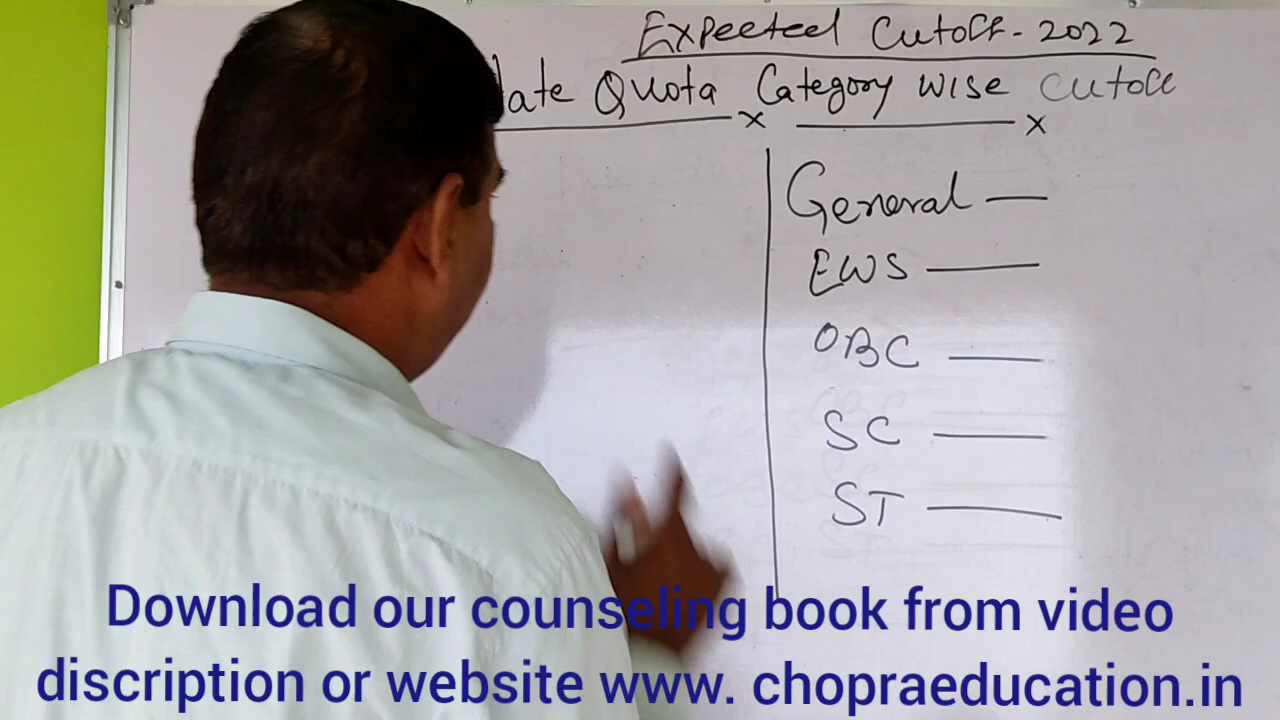 Expected Cutoff-2022
tate Quota Category wise cutoff
x x
General —
EWS —
OBC —
SC —
ST —
Download our counseling book from video
discription or website www. chopraeducation.in